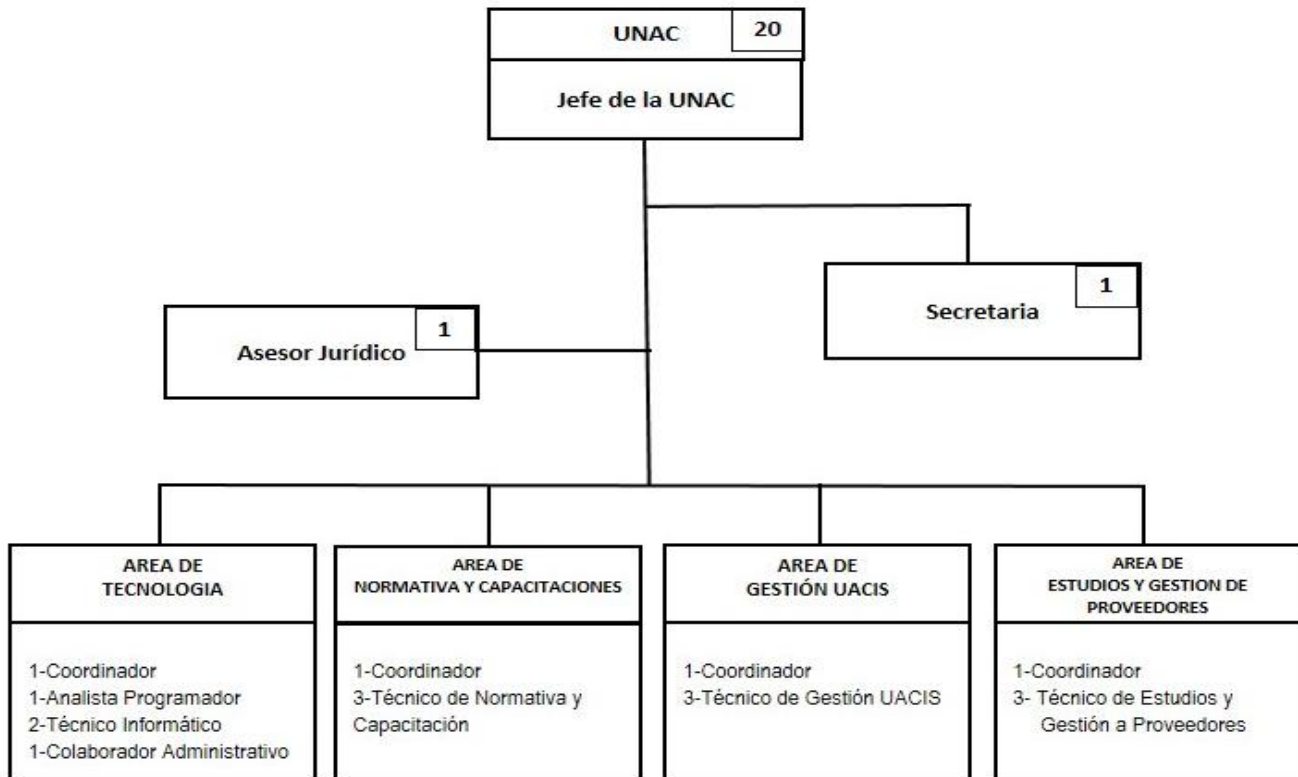 UNAC
20
Jefe de la UNAC
1
Secretaria
1
Asesor Jurídico
AREA DE
TECNOLOGIA
1-Coordinador
1-Analista Programador
2-Técnico Informático
1-Colaborador Administrativo
AREA DE
NORMATIVA Y CAPACITACIONES
1-Coordinador
3-Técnico de Normativa y
Capacitación
AREA DE
GESTIÓN UACIS
1-Coordinador
3-Técnico de Gestión UACIS
AREA DE
ESTUDIOS Y GESTION DE
PROVEEDORES
1-Coordinador
3- Técnico de Estudios y
Gestión a Proveedores